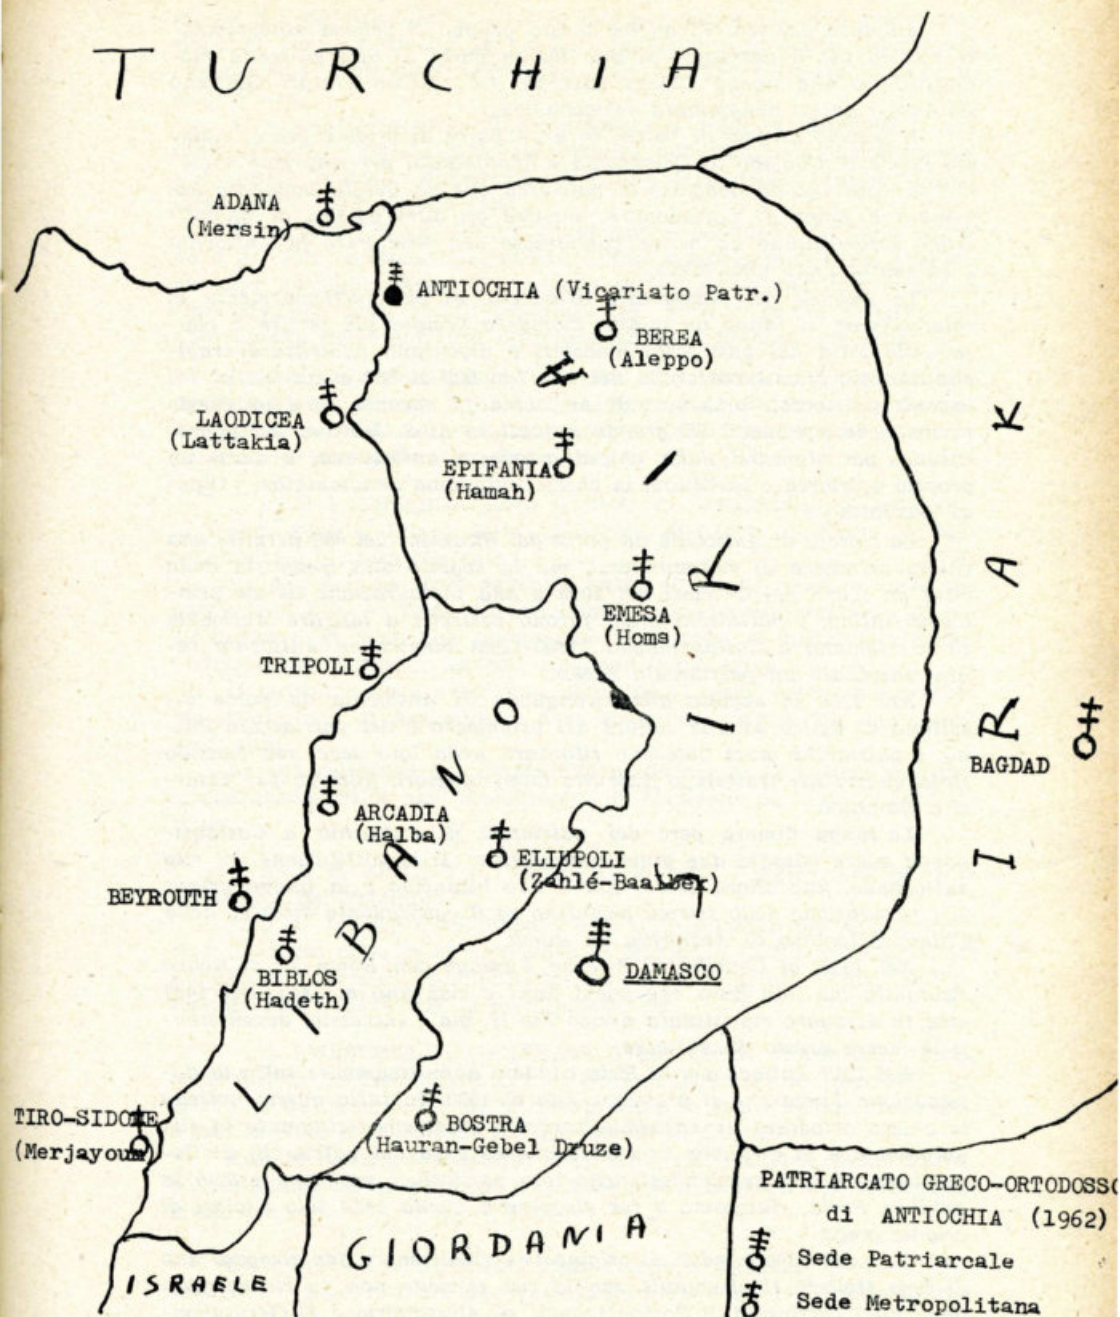 TURCHIA
ADANA
(Mersin)
ANTIOCHIA (Vicariato Patr.)
BEREA
(Aleppo)
LAODICEA
(Lattakia)
EPIFANIA
(Hamah)
EMESA
(Homs)
SIRIA
IRAK
TRIPOLI
BAGDAD
ARCADIA
(Halba)
ELIUPOLI
(Zahlé-Baalbek)
BEYROUTH
LIBANO
DAMASCO
BIBLOS
(Hadeth)
TIRO-SIDONE
(Merjayoum)
BOSTRA
(Hauran-Gebel Druze)
GIORDANIA
ISRAELE
PATRIARCATO GRECO-ORTODOSSO
di ANTIOCHIA (1962)
Sede Patriarcale
Sede Metropolitana